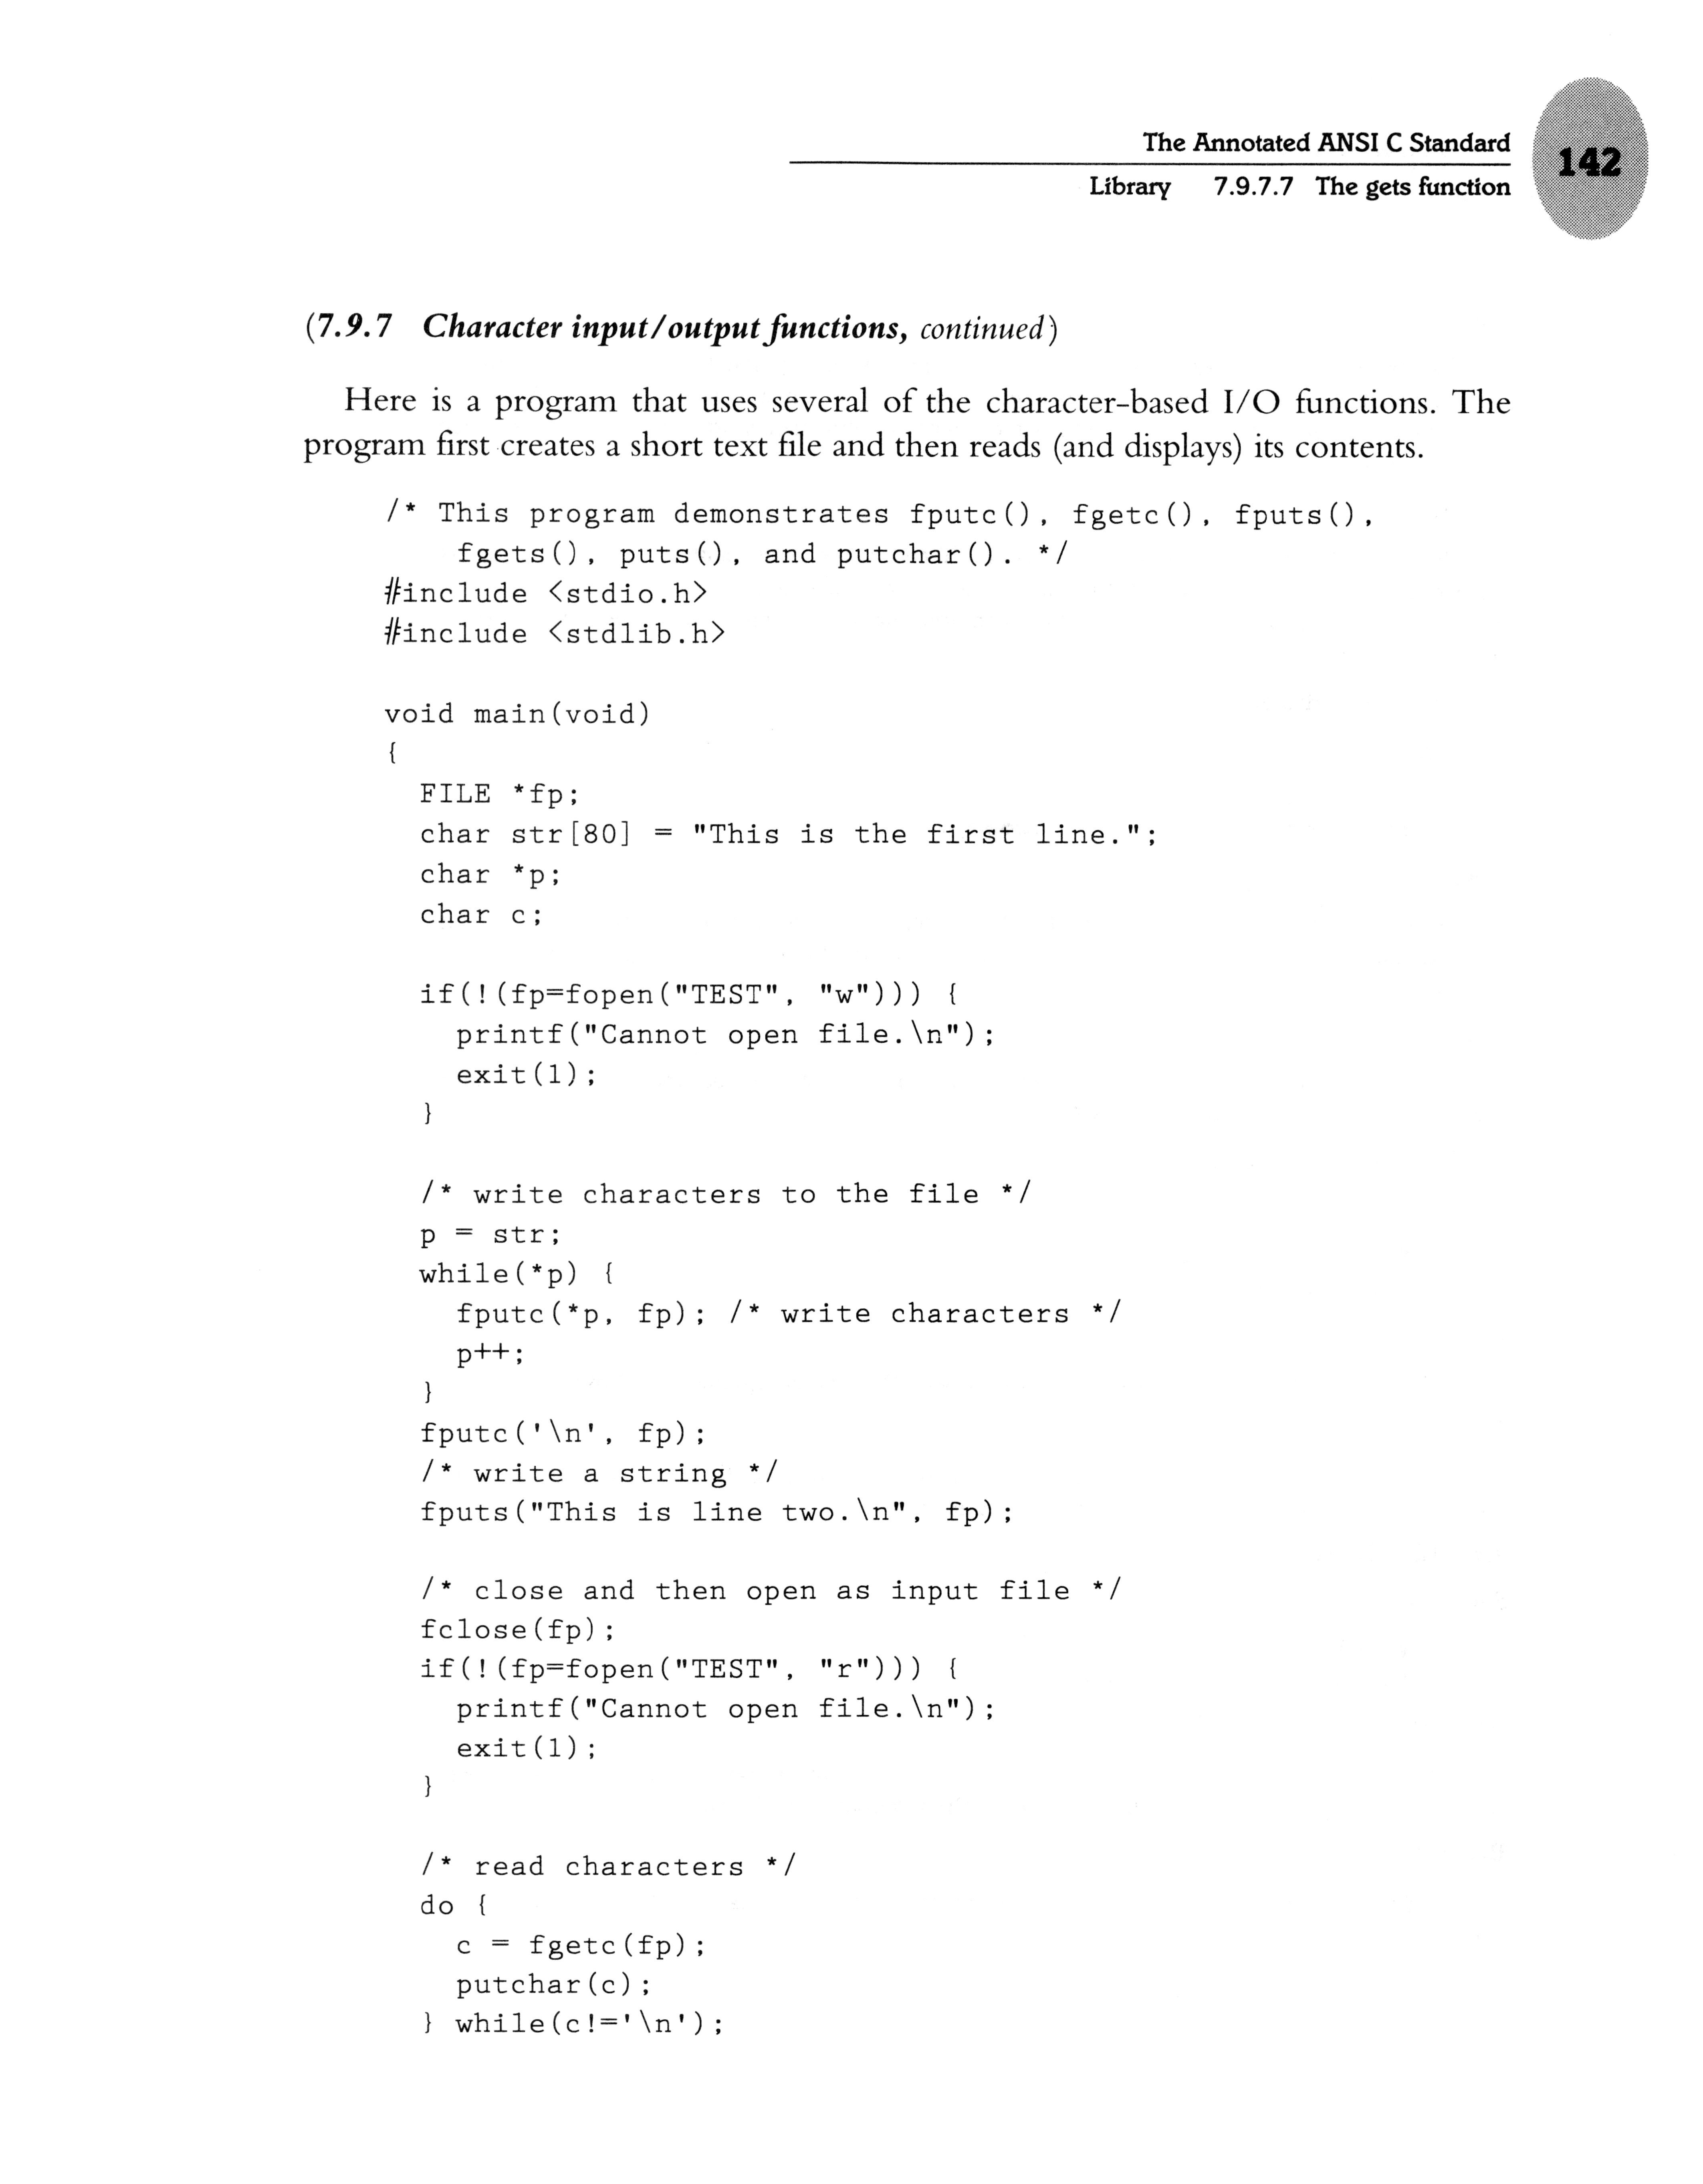 The Annotated ANSI C Standard
142
Library 7.9.7.7 The gets function
(7.9.7 Character input/output functions, continued)
Here is a program that uses several of the character-based I/O functions. The
program first creates a short text file and then reads (and displays) its contents.
/* This program demonstrates fputc(), fgetc(), fputs(),
    fgets(), puts(), and putchar(). */
#include <stdio.h>
#include <stdlib.h>
void main(void)
{
  FILE *fp;
  char str[80] = "This is the first line.";
  char *p;
  char c;
  if(!(fp=fopen("TEST", "w"))) {
    printf("Cannot open file.\n");
    exit(1);
  }
  /* write characters to the file */
  p = str;
  while(*p) {
    fputc(*p, fp); /* write characters */
    p++;
  }
  fputc('\n', fp);
  /* write a string */
  fputs("This is line two.\n", fp);
  /* close and then open as input file */
  fclose(fp);
  if(!(fp=fopen("TEST", "r"))) {
    printf("Cannot open file.\n");
    exit(1);
  }
  /* read characters */
  do {
    c = fgetc(fp);
    putchar(c);
  } while(c!='\n');